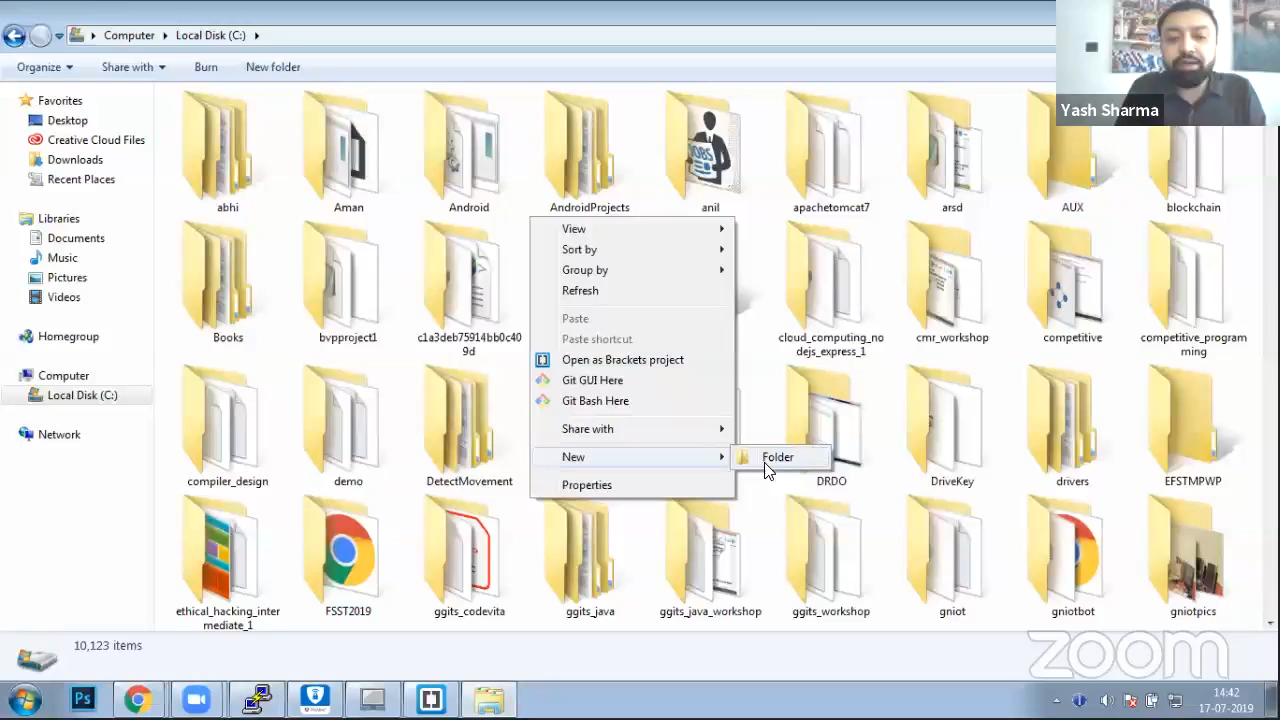 Computer
Local Disk (C:)
Yash Sharma
Organize
Share with
Burn
New folder
Favorites
Desktop
Creative Cloud Files
Downloads
Recent Places
Libraries
Documents
Music
Pictures
Videos
Homegroup
Computer
Local Disk (C:)
Network
abhi
Aman
Android
AndroidProjects
anil
JOBS
apachetomcat7
arsd
AUX
blockchain
Books
bvpproject1
c1a3deb75914bb0c40
9d
cloud_computing_no
dejs_express_1
cmr_workshop
competitive
competitive_program
ming
compiler_design
demo
DetectMovement
DRDO
DriveKey
drivers
EFSTMPWP
ethical_hacking_inter
mediate_1
FSST2019
ggits_codevita
ggits_java
ggits_java_workshop
ggits_workshop
gniot
gniotbot
gniotpics
View
Sort by
Group by
Refresh
Paste
Paste shortcut
Open as Brackets project
Git GUI Here
Git Bash Here
Share with
New
Folder
Properties
10,123 items
zoom
Ps
14:42
17-07-2019